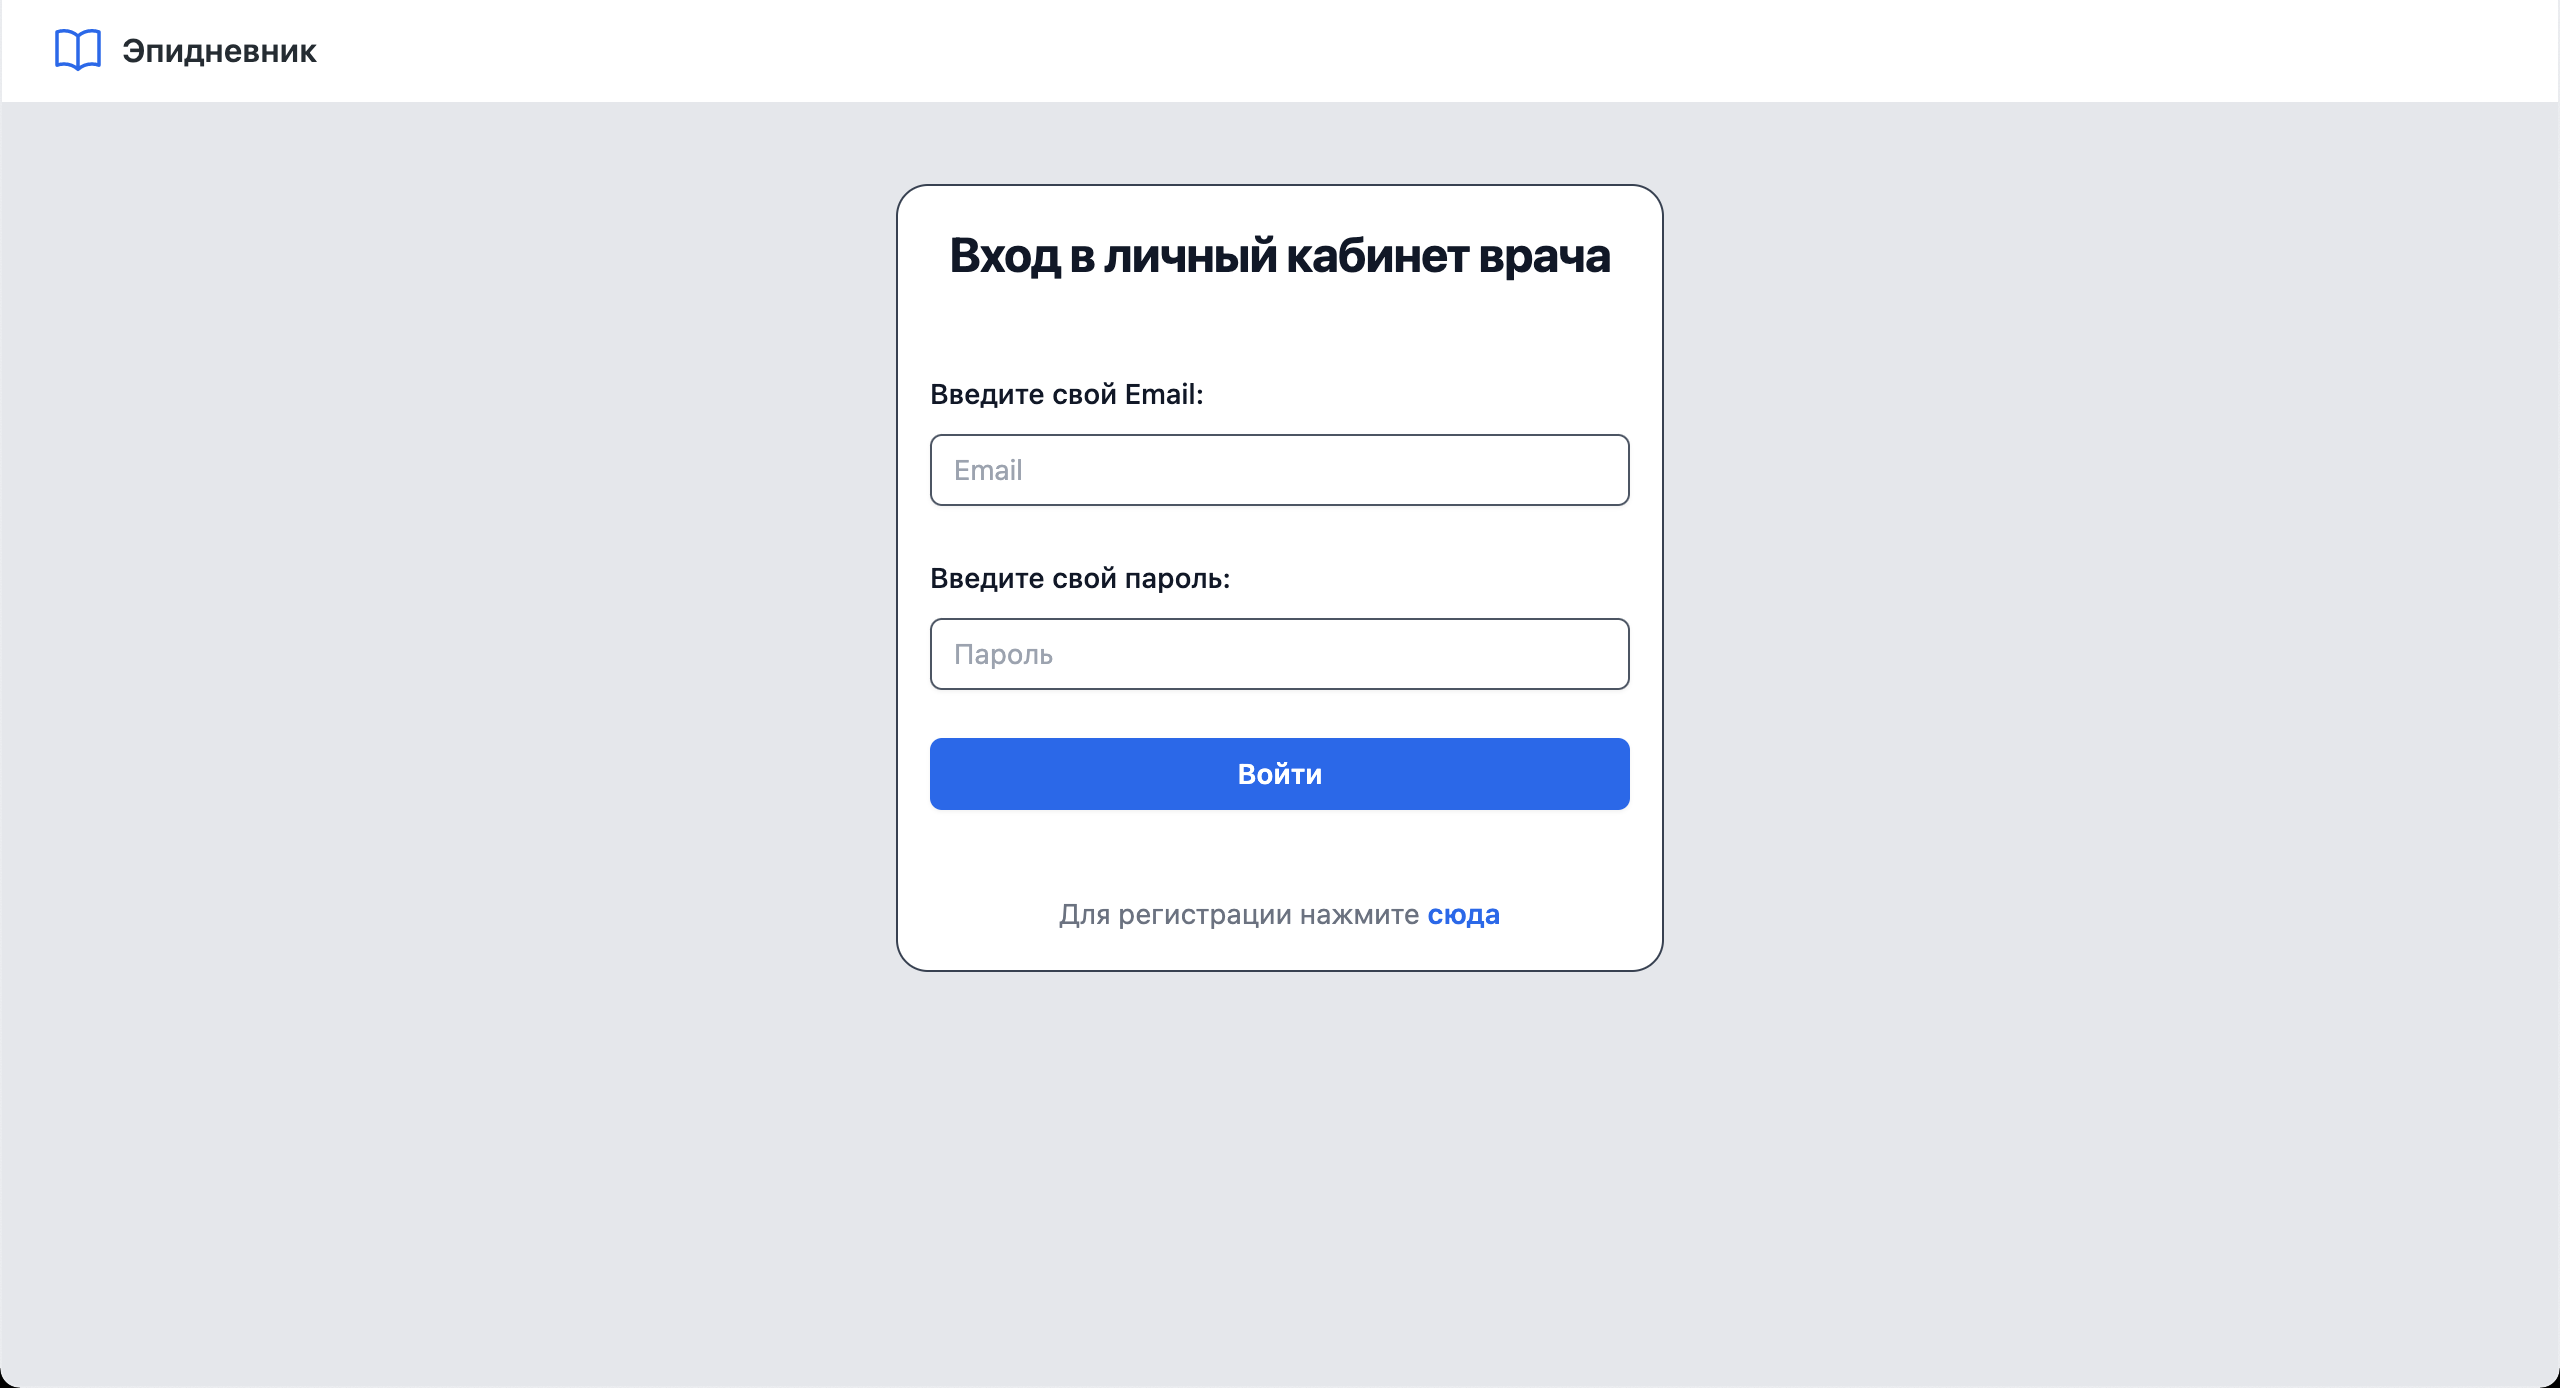 Эпидневник
Вход в личный кабинет врача
Введите свой Email:
Email
Введите свой пароль:
Пароль
Войти
Для регистрации нажмите сюда